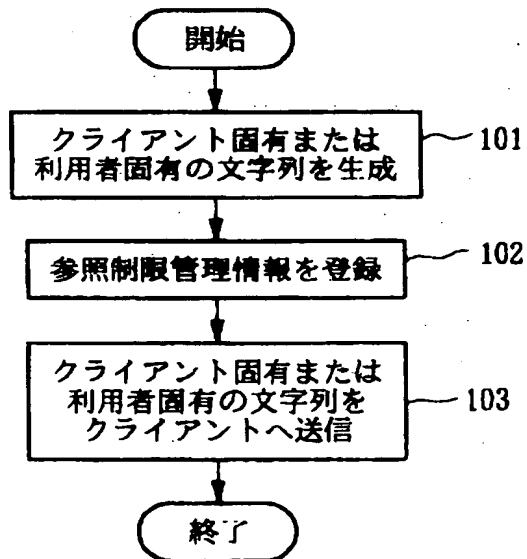 開始
クライアント固有または
利用者固有の文字列を生成
101
参照制限管理情報を登録
102
クライアント固有または
利用者固有の文字列を
クライアントへ送信
103
終了